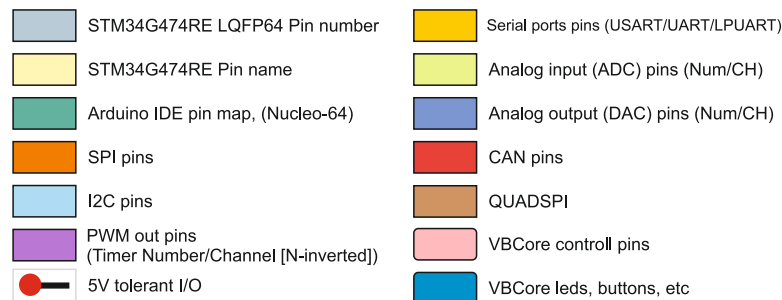 STM34G474RE LQFP64 Pin number
STM34G474RE Pin name
Arduino IDE pin map, (Nucleo-64)
SPI pins
I2C pins
PWM out pins
(Timer Number/Channel [N-inverted])
5V tolerant I/O
Serial ports pins (USART/UART/LPUART)
Analog input (ADC) pins (Num/CH)
Analog output (DAC) pins (Num/CH)
CAN pins
QUADSPI
VBCore controll pins
VBCore leds, buttons, etc